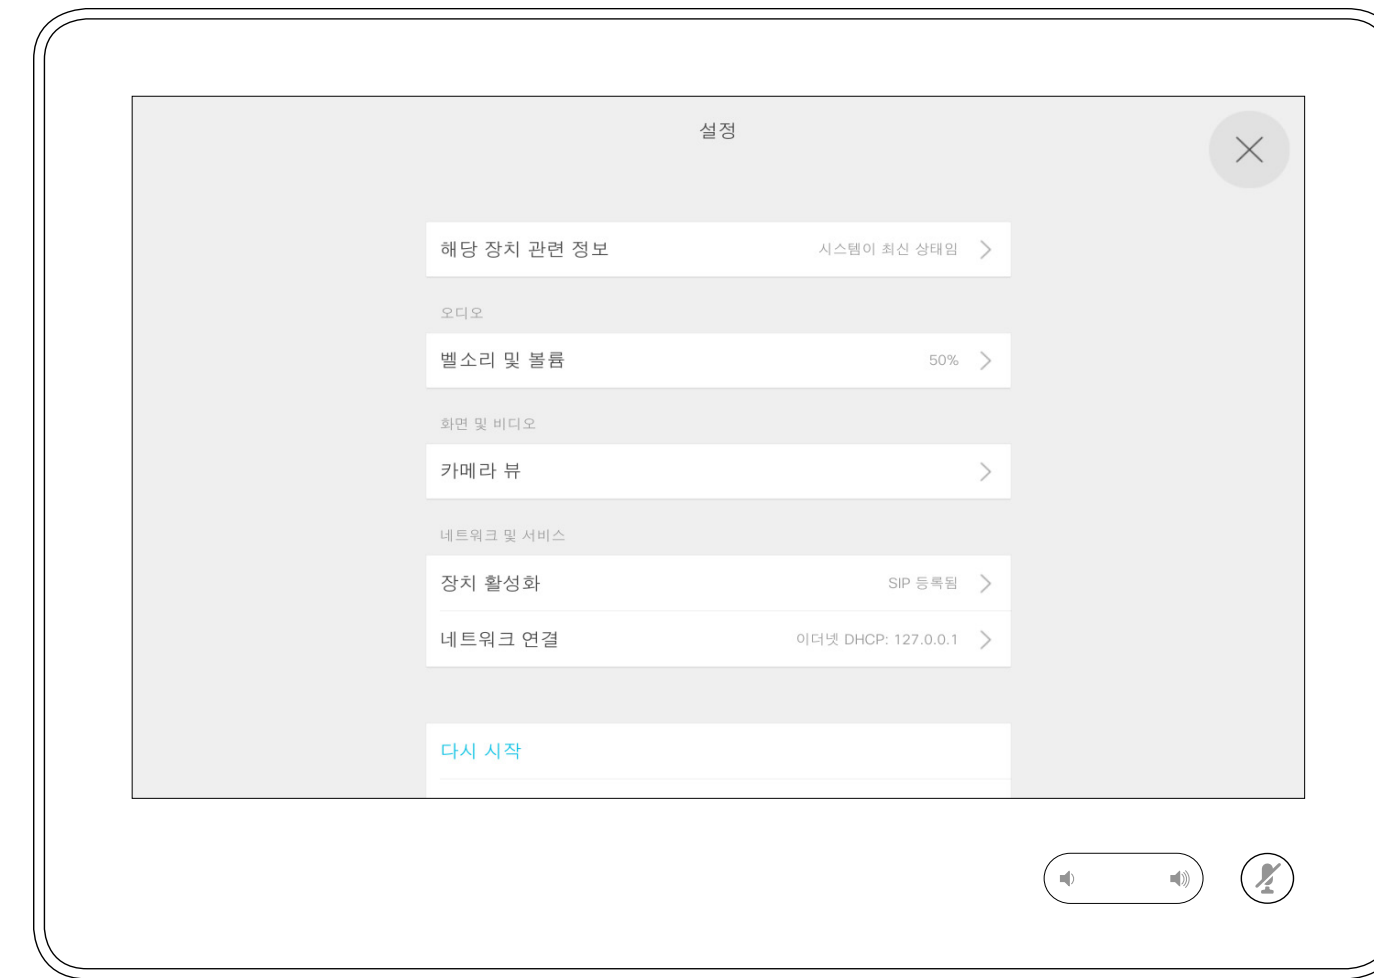 설정
해당 장치 관련 정보 시스템이 최신 상태임
오디오
벨소리 및 볼륨 50%
화면 및 비디오
카메라 뷰
네트워크 및 서비스
장치 활성화 SIP 등록됨
네트워크 연결 이더넷 DHCP: 127.0.0.1
다시 시작